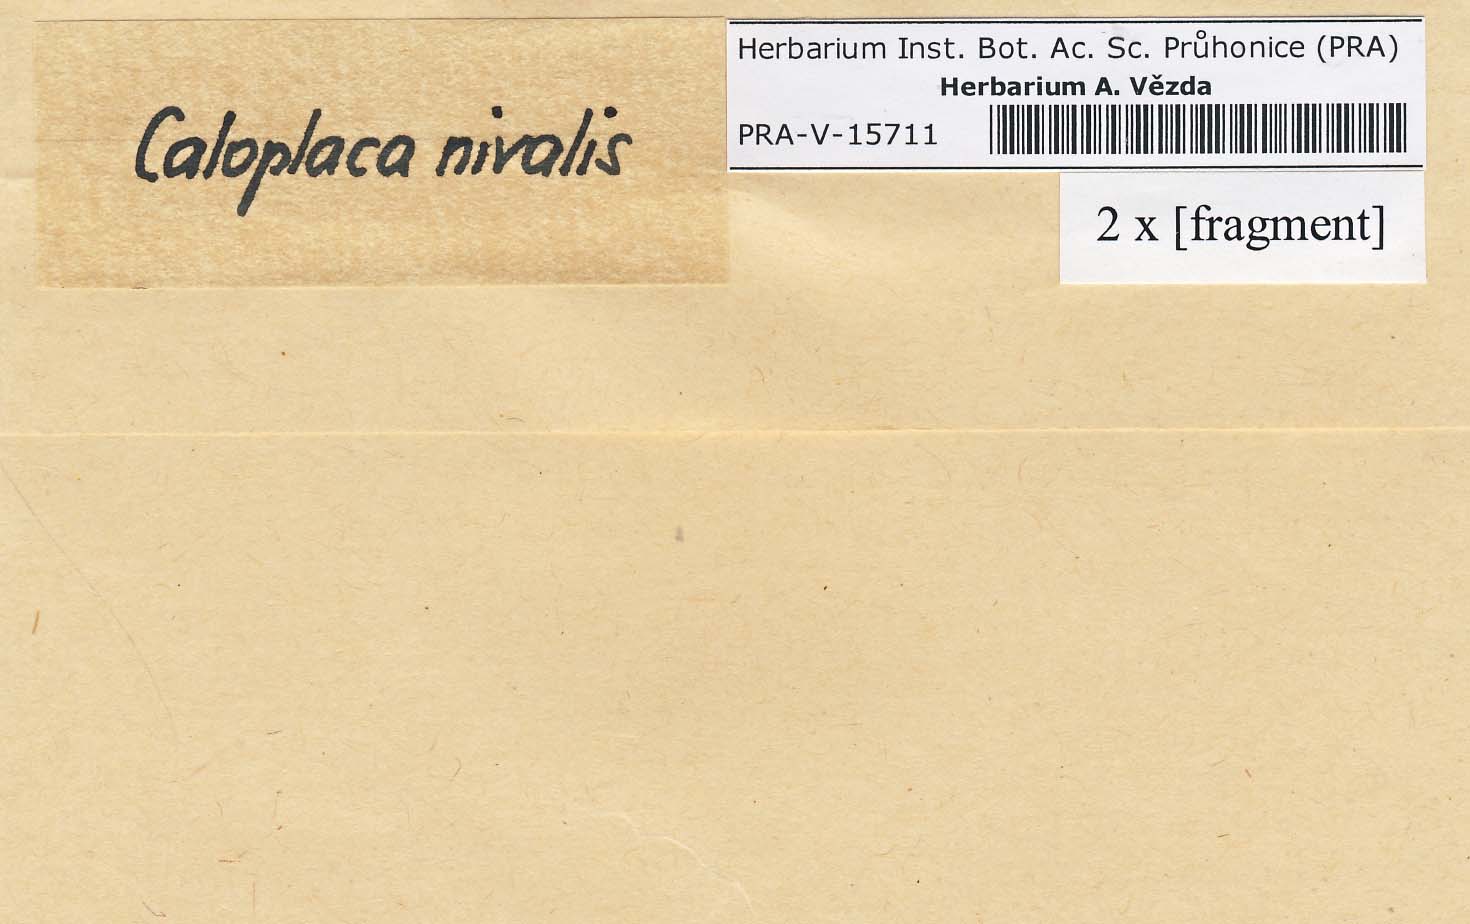 Caloplaca nivalis
Herbarium Inst. Bot. Ac. Sc. Průhonice (PRA)
Herbarium A. Vězda
PRA-V-15711
2 x [fragment]